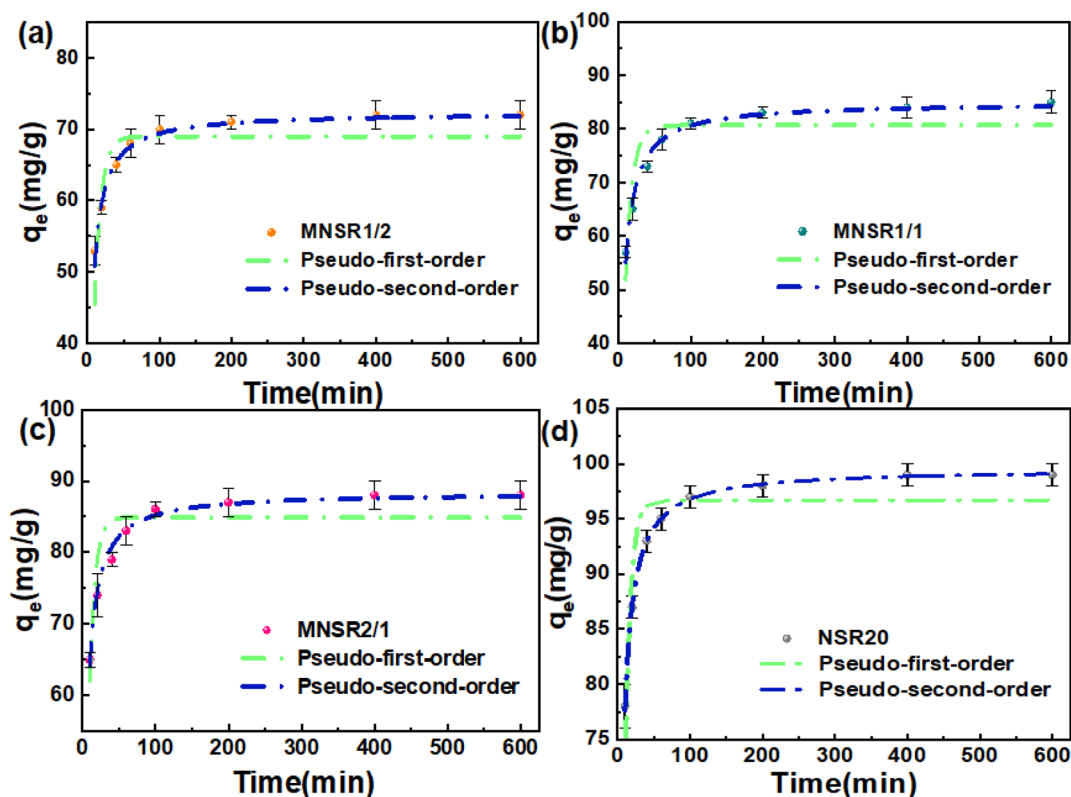 (a)
80
70
60
50
40
qe(mg/g)
MNSR1/2
Pseudo-first-order
Pseudo-second-order
0 100 200 300 400 500 600
Time(min)
(b)
100
90
80
70
60
50
40
qe(mg/g)
MNSR1/1
Pseudo-first-order
Pseudo-second-order
0 100 200 300 400 500 600
Time(min)
(c)
100
90
80
70
60
qe(mg/g)
MNSR2/1
Pseudo-first-order
Pseudo-second-order
0 100 200 300 400 500 600
Time(min)
(d)
105
100
95
90
85
80
75
qe(mg/g)
NSR20
Pseudo-first-order
Pseudo-second-order
0 100 200 300 400 500 600
Time(min)